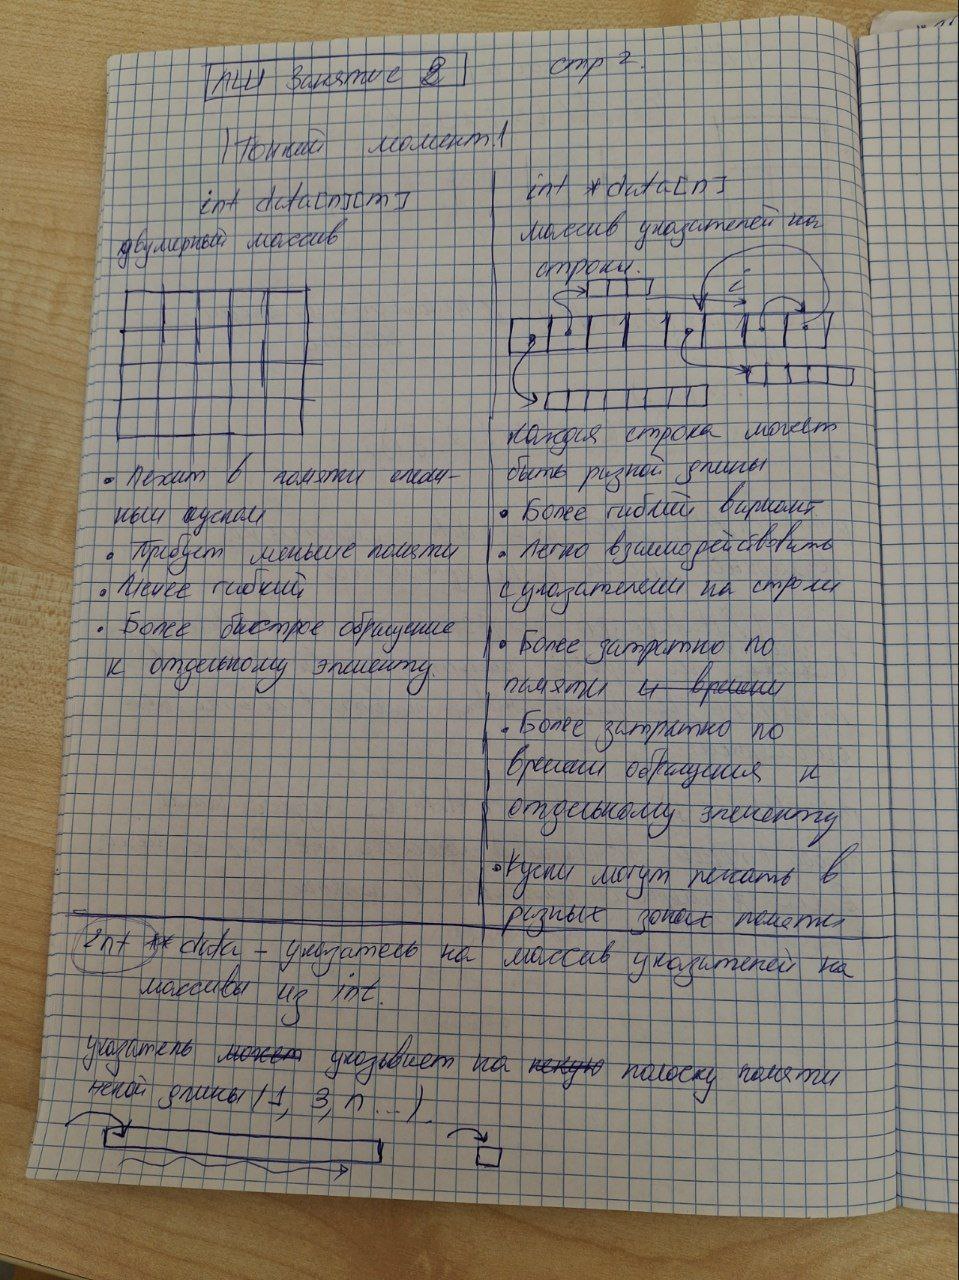 ЛШ Занятие 2 стр 2.
! Тонкий момент!
int data[n][m]
двумерный массив
• Лежит в памяти един-
ным куском
• Требует меньше памяти
• Менее гибкий
• Более быстрое обращение
к отдельному элементу.
int *data[n]
массив указателей на
строки.
i
каждая строка может
быть разной длины
• Более гибкий вариант
• Легко взаимодействовать
с указателями на строки
• Более затратно по
памяти и времени
• Более затратно по
времени обращения к
отдельному элементу
• Куски могут лежать в
разных зонах памяти
int ** data – указатель на массив указателей на
массивы из int.
указатель может указывает на некую полоску памяти
некой длины (1, 3, n ...).